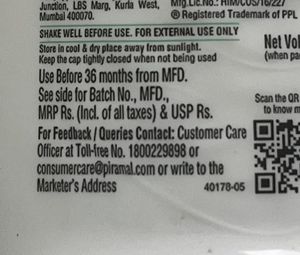 Junction, LBS Marg, Kurla West,
Mumbai 400070.
Mfg.Lic.No.: HIM/COS/16/227
® Registered Trademark of PPL
SHAKE WELL BEFORE USE. FOR EXTERNAL USE ONLY
Store in cool & dry place away from sunlight.
Keep the cap tightly closed when not being used
Use Before 36 months from MFD.
See side for Batch No., MFD.,
MRP Rs. (Incl. of all taxes) & USP Rs.
For Feedback / Queries Contact: Customer Care
Officer at Toll-free No. 1800229898 or
consumercare@piramal.com or write to the
Marketer's Address
40178-05
Net Vol
(when pa
Scan the QR
to know m